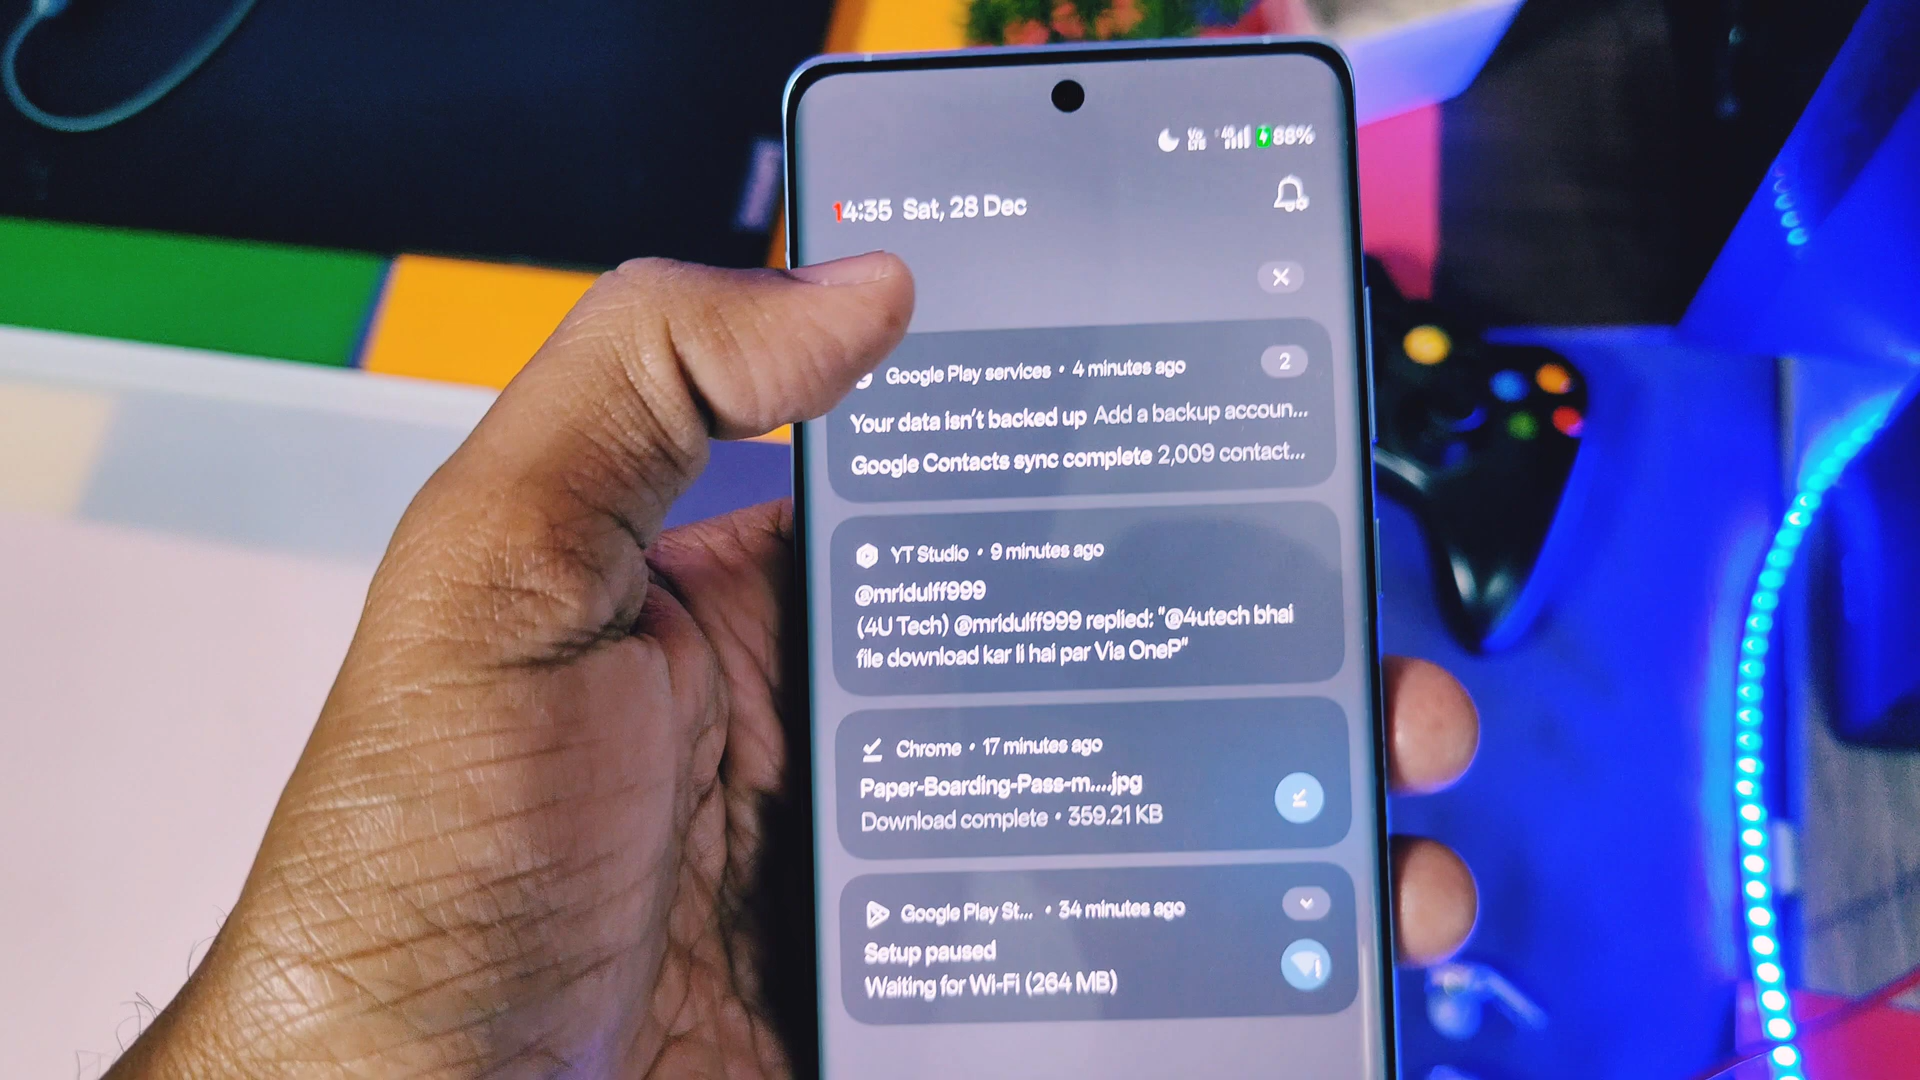 Vo LTE 4G 88%
14:35 Sat, 28 Dec
Google Play services • 4 minutes ago 2
Your data isn't backed up Add a backup accoun...
Google Contacts sync complete 2,009 contact...
YT Studio • 9 minutes ago
@mridulff999
(4U Tech) @mridulff999 replied: "@4utech bhai
file download kar li hai par Via OneP"
Chrome • 17 minutes ago
Paper-Boarding-Pass-m....jpg
Download complete • 359.21 KB
Google Play St... • 34 minutes ago
Setup paused
Waiting for Wi-Fi (264 MB)